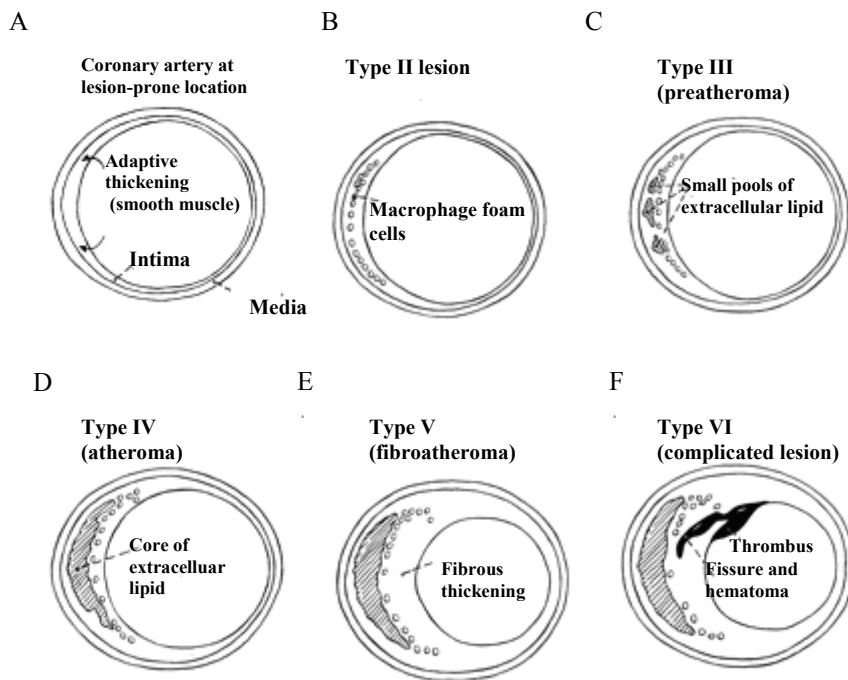 A
Coronary artery at
lesion-prone location
Adaptive
thickening
(smooth muscle)
Intima
Media
B
Type II lesion
Macrophage foam
cells
C
Type III
(preatheroma)
Small pools of
extracellular lipid
D
Type IV
(atheroma)
Core of
extracelluar
lipid
E
Type V
(fibroatheroma)
Fibrous
thickening
F
Type VI
(complicated lesion)
Thrombus
Fissure and
hematoma